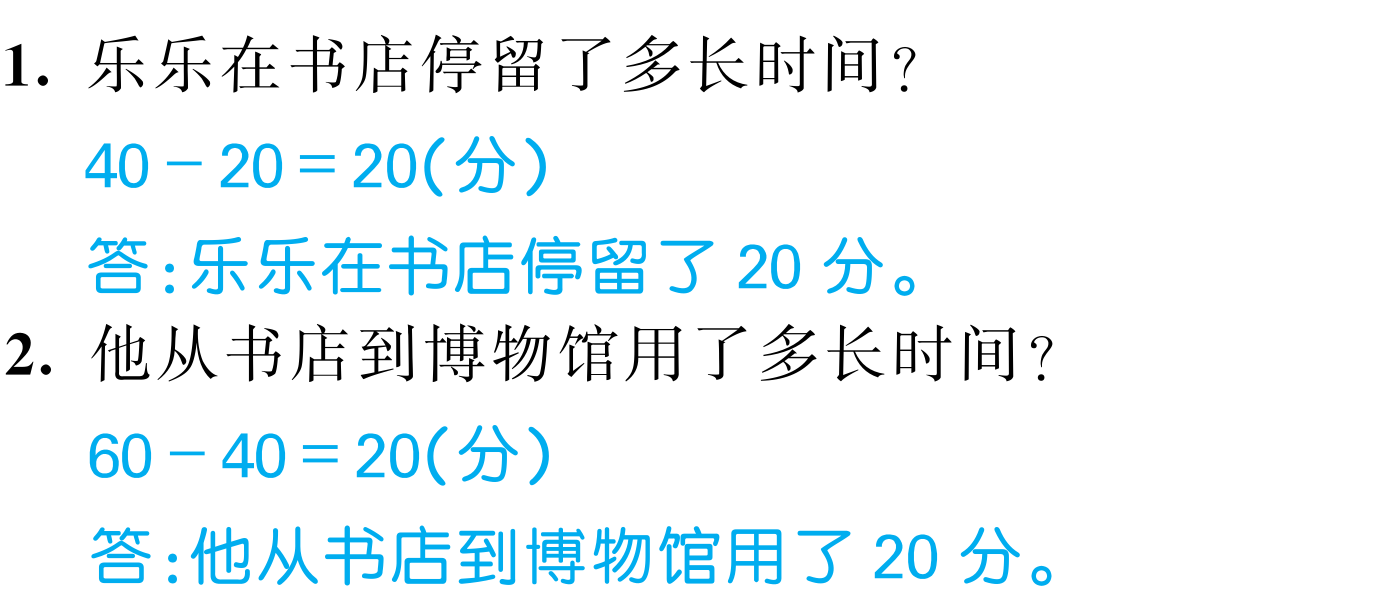 1. 乐乐在书店停留了多长时间?
40-20=20(分)
答:乐乐在书店停留了 20 分。
2. 他从书店到博物馆用了多长时间?
60-40=20(分)
答:他从书店到博物馆用了 20 分。